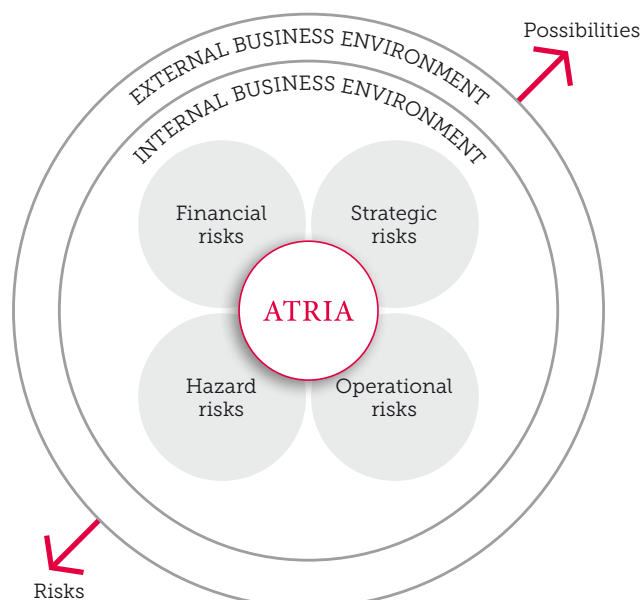 Possibilities
EXTERNAL BUSINESS ENVIRONMENT
INTERNAL BUSINESS ENVIRONMENT
Financial
risks
Strategic
risks
ATRIA
Hazard
risks
Operational
risks
Risks